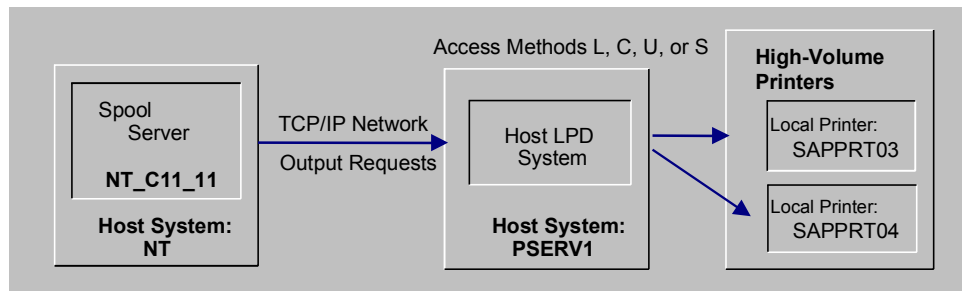 Access Methods L, C, U, or S
Spool
Server
NT_C11_11
Host System:
NT
TCP/IP Network
Output Requests
Host LPD
System
Host System:
PSERV1
High-Volume
Printers
Local Printer:
SAPPRT03
Local Printer:
SAPPRT04